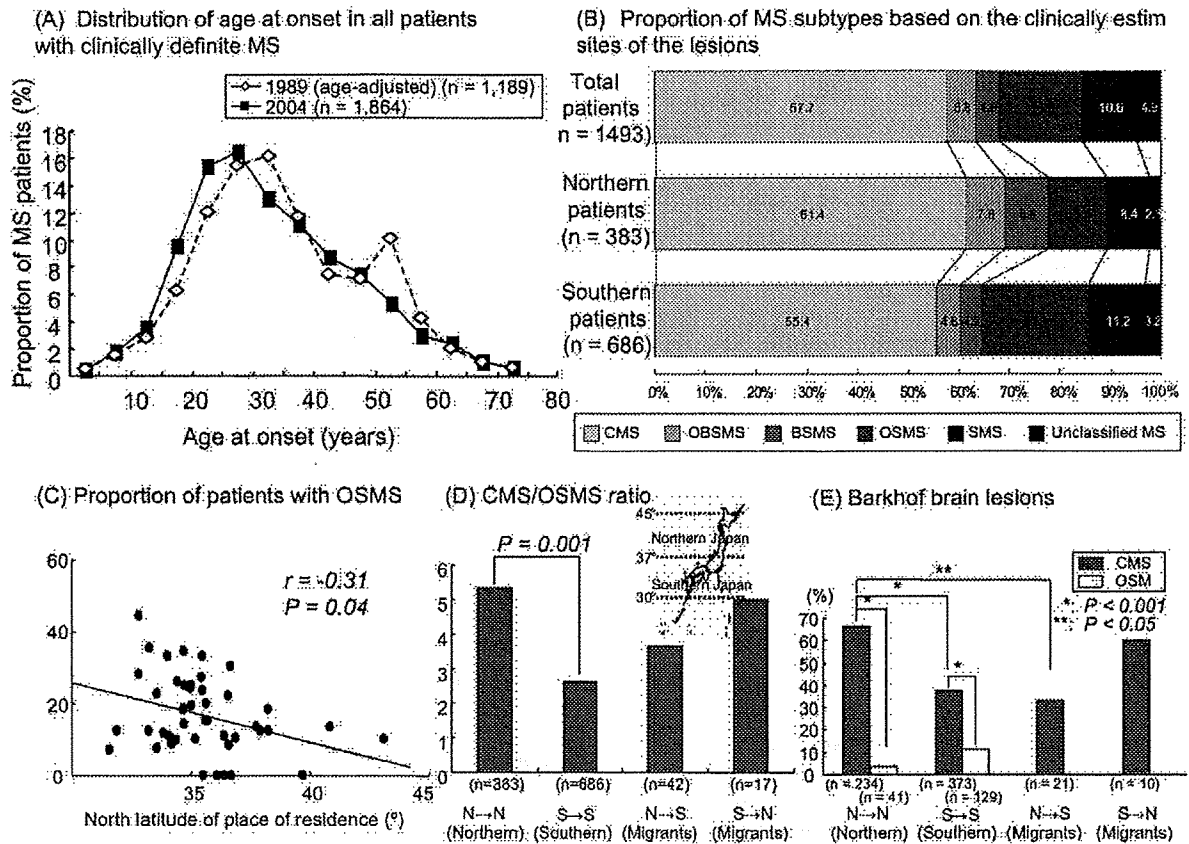 (A) Distribution of age at onset in all patients
with clinically definite MS
1989 (age-adjusted) (n = 1,189)
2004 (n = 1,864)
Proportion of MS patients (%)
18
16
14
12
10
8
6
4
2
0
10 20 30 40 50 60 70 80
Age at onset (years)
(B) Proportion of MS subtypes based on the clinically estim
sites of the lesions
Total
patients
n = 1493)
57.7 10.6 4.9
Northern
patients
(n = 383)
61.4 8.4
Southern
patients
(n = 686)
55.4 11.2 3.2
0% 10% 20% 30% 40% 50% 60% 70% 80% 90% 100%
CMS OBSMS BSMS OSMS SMS Unclassified MS
(C) Proportion of patients with OSMS
60
40
20
0
r = -0.31
P = 0.04
35 40 45
North latitude of place of residence (°)
(D) CMS/OSMS ratio
P = 0.001
6
5
4
3
2
1
0
45°
Northern Japan
37°
Southern Japan
30°
(n=383) (n=686) (n=42) (n=17)
N→N S→S N→S S→N
(Northern) (Southern) (Migrants) (Migrants)
(E) Barkhof brain lesions
CMS
OSM
(%)
* P < 0.001
** P < 0.05
**
*
*
*
70
60
50
40
30
20
10
0
(n = 234) (n = 373) (n = 21) (n = 10)
(n = 41) (n = 129)
N→N S→S N→S S→N
(Northern) (Southern) (Migrants) (Migrants)